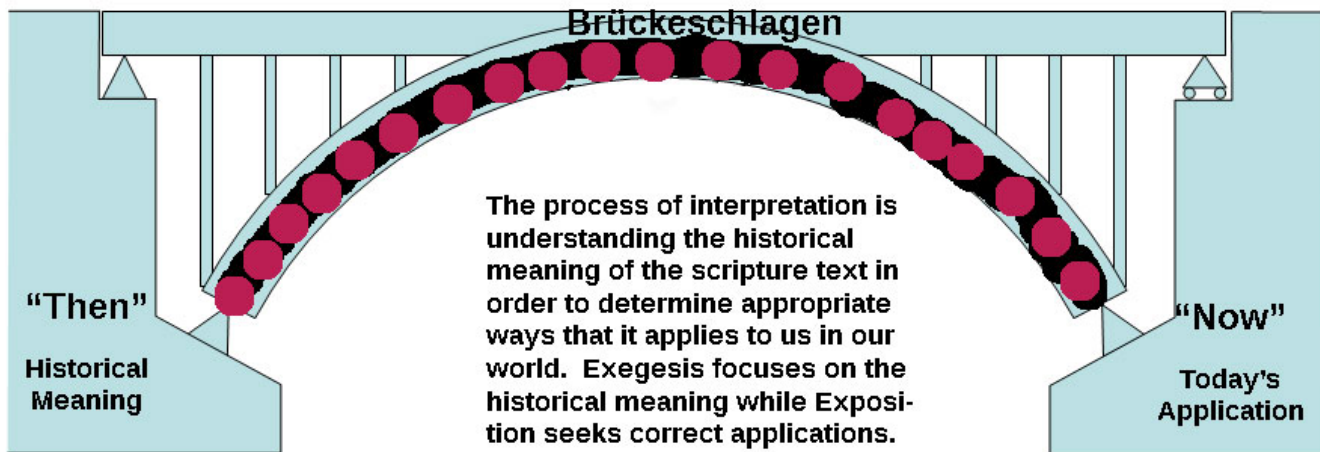 Brückeschlagen
“Then”
Historical
Meaning
The process of interpretation is
understanding the historical
meaning of the scripture text in
order to determine appropriate
ways that it applies to us in our
world.  Exegesis focuses on the
historical meaning while Exposi-
tion seeks correct applications.
“Now”
Today’s
Application